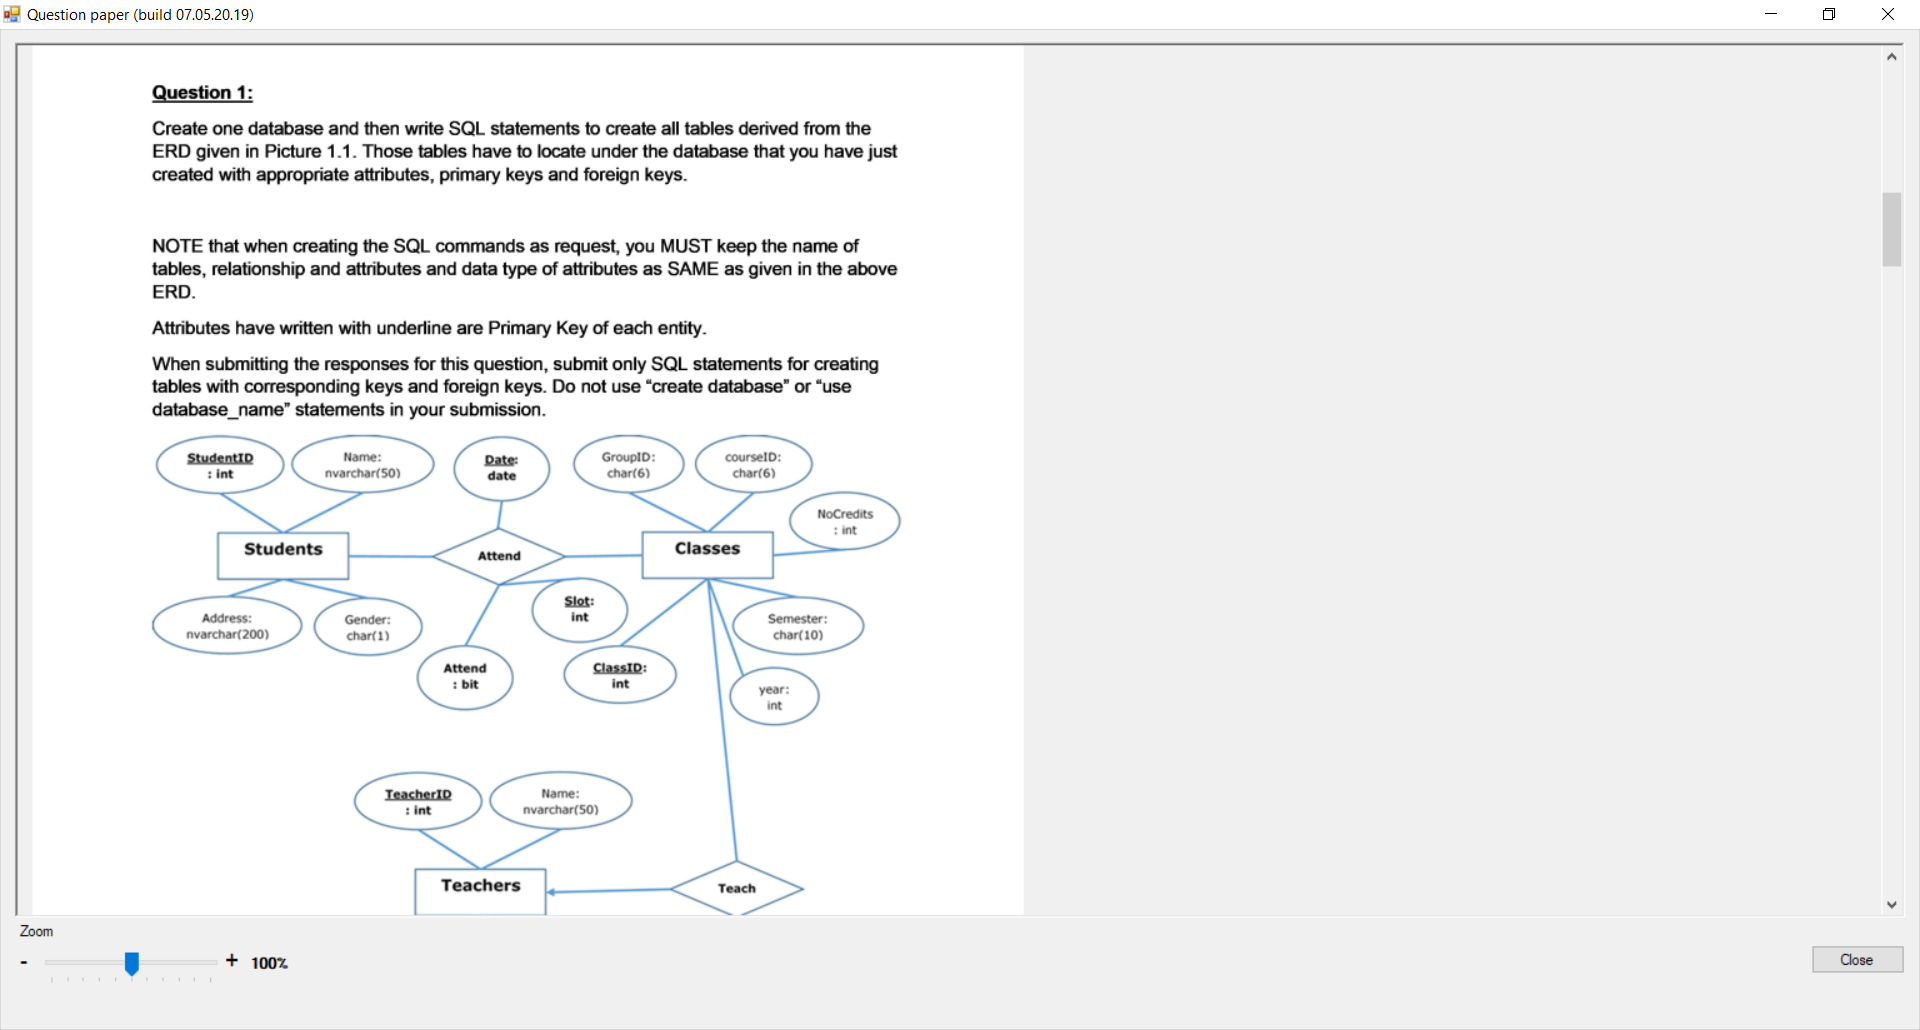 Question paper (build 07.05.20.19)
Question 1:
Create one database and then write SQL statements to create all tables derived from the
ERD given in Picture 1.1. Those tables have to locate under the database that you have just
created with appropriate attributes, primary keys and foreign keys.
NOTE that when creating the SQL commands as request, you MUST keep the name of
tables, relationship and attributes and data type of attributes as SAME as given in the above
ERD.
Attributes have written with underline are Primary Key of each entity.
When submitting the responses for this question, submit only SQL statements for creating
tables with corresponding keys and foreign keys. Do not use “create database” or “use
database_name” statements in your submission.
StudentID
: int
Name:
nvarchar(50)
Date:
date
GroupID:
char(6)
courseID:
char(6)
NoCredits
: int
Students
Attend
Classes
Address:
nvarchar(200)
Gender:
char(1)
Slot:
int
Semester:
char(10)
Attend
: bit
ClassID:
int
year:
int
TeacherID
: int
Name:
nvarchar(50)
Teachers
Teach
Zoom
- + 100%
Close